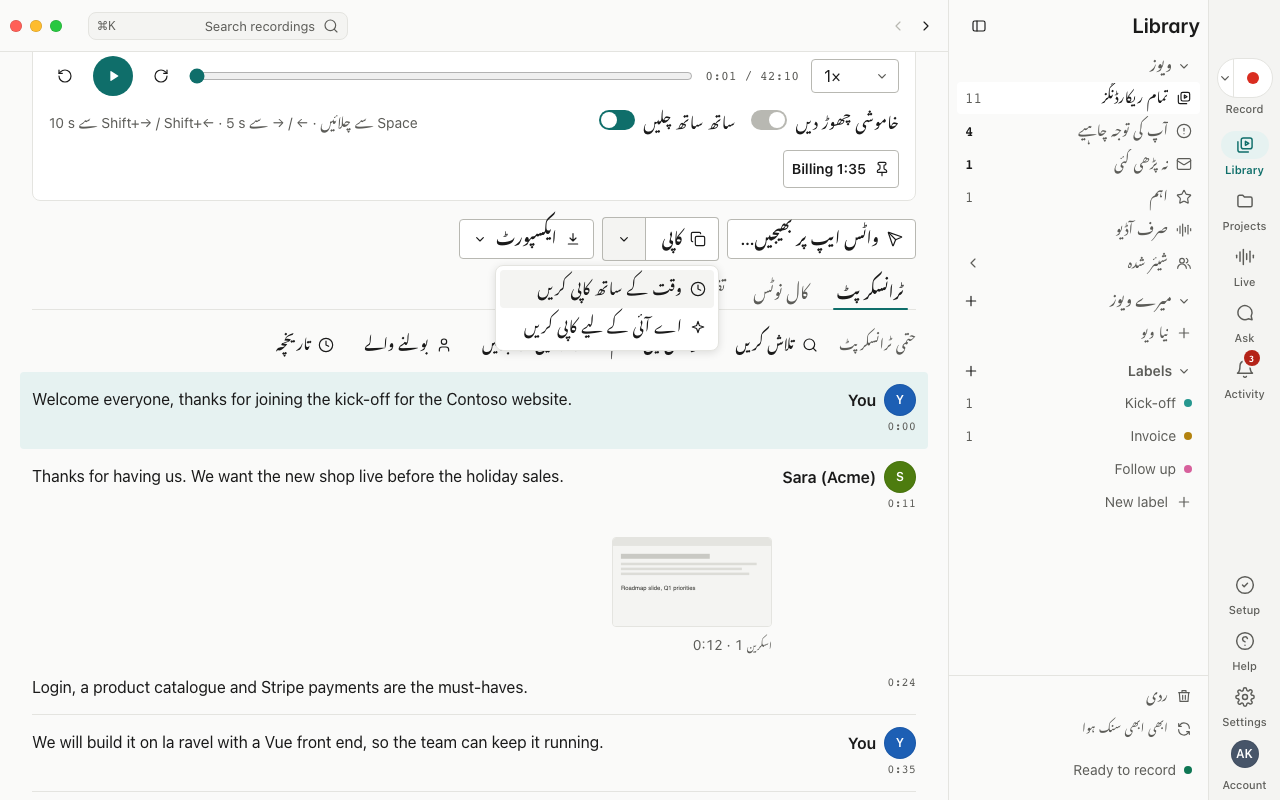 Search recordings
⌘K
Library
ویوز
تمام ریکارڈنگز 11
آپ کی توجہ چاہیے 4
نہ پڑھی گئی 1
اہم 1
صرف آڈیو
شیئر شدہ
میرے ویوز
نیا ویو
Labels
Kick-off 1
Invoice 1
Follow up
New label
ردی
ابھی ابھی سنک ہوا
Ready to record
Record
Library
Projects
Live
Ask
3
Activity
Setup
Help
Settings
AK
Account
0:01 / 42:10
1×
خاموشی چھوڑ دیں
ساتھ ساتھ چلیں
Space سے چلائیں · ← / → سے 5 s · Shift+← / Shift+→ سے 10 s
Billing 1:35
واٹس ایپ پر بھیجیں...
کاپی
ایکسپورٹ
وقت کے ساتھ کاپی کریں
اے آئی کے لیے کاپی کریں
ٹرانسکرپٹ
کال نوٹس
حتمی ٹرانسکرپٹ
تلاش کریں
بولنے والے
تاریخچہ
Y
You
0:00
Welcome everyone, thanks for joining the kick-off for the Contoso website.
S
Sara (Acme)
0:11
Thanks for having us. We want the new shop live before the holiday sales.
Roadmap slide, Q1 priorities
اسکرین 1 · 0:12
0:24
Login, a product catalogue and Stripe payments are the must-haves.
Y
You
0:35
We will build it on la ravel with a Vue front end, so the team can keep it running.